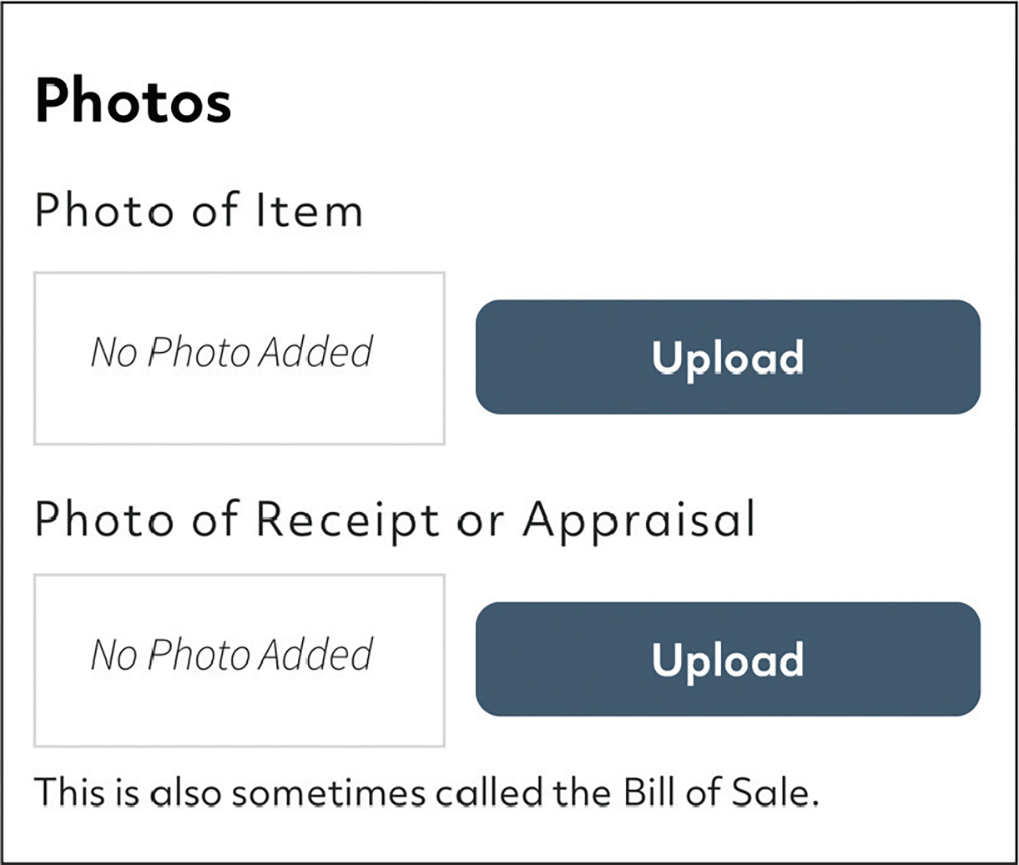 Photos
Photo of Item
No Photo Added
Upload
Photo of Receipt or Appraisal
No Photo Added
Upload
This is also sometimes called the Bill of Sale.